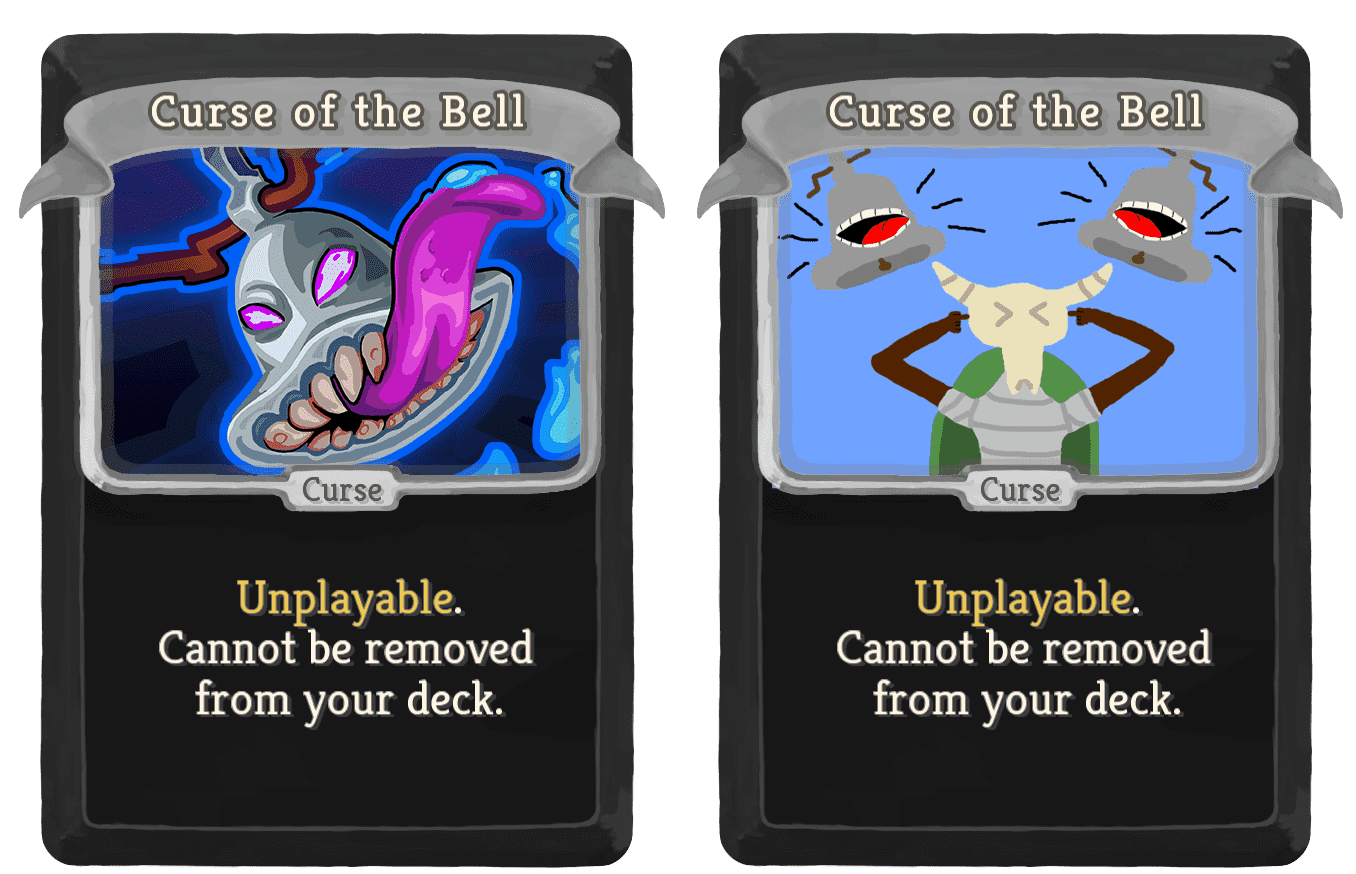 Curse of the Bell
Curse
Unplayable.
Cannot be removed
from your deck.
Curse of the Bell
Curse
Unplayable.
Cannot be removed
from your deck.